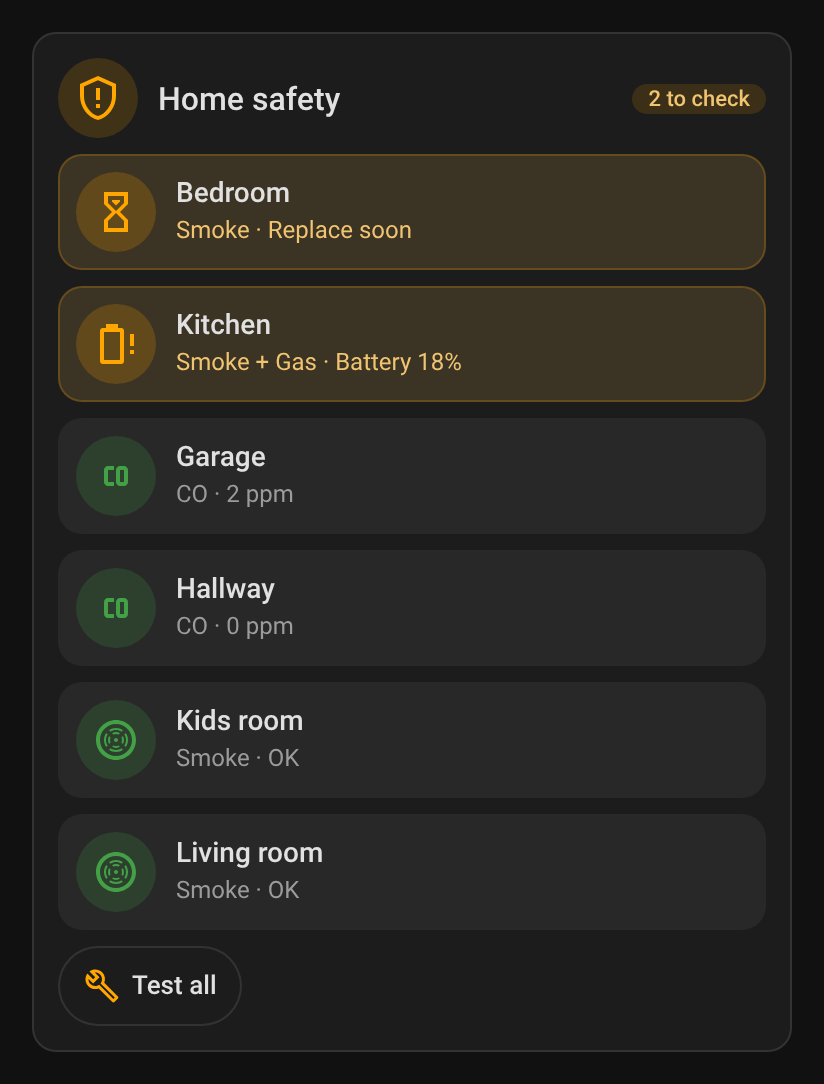 Home safety
2 to check
Bedroom
Smoke · Replace soon
Kitchen
Smoke + Gas · Battery 18%
CO
Garage
CO · 2 ppm
CO
Hallway
CO · 0 ppm
Kids room
Smoke · OK
Living room
Smoke · OK
Test all